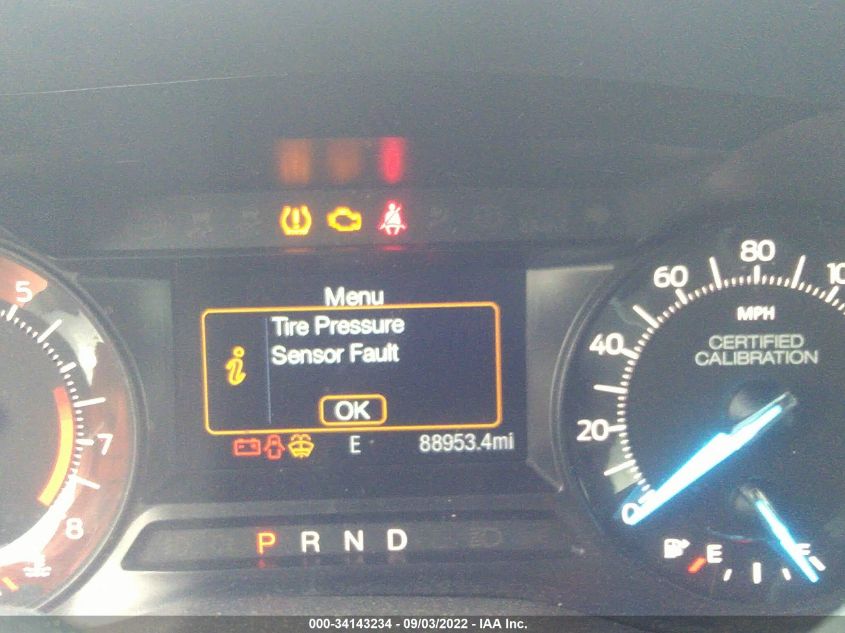 Menu
Tire Pressure
Sensor Fault
OK
E 88953.4mi
P R N D
5
7
8
0
20
40
60
80
MPH
CERTIFIED
CALIBRATION
E F
000-34143234 - 09/03/2022 - IAA Inc.